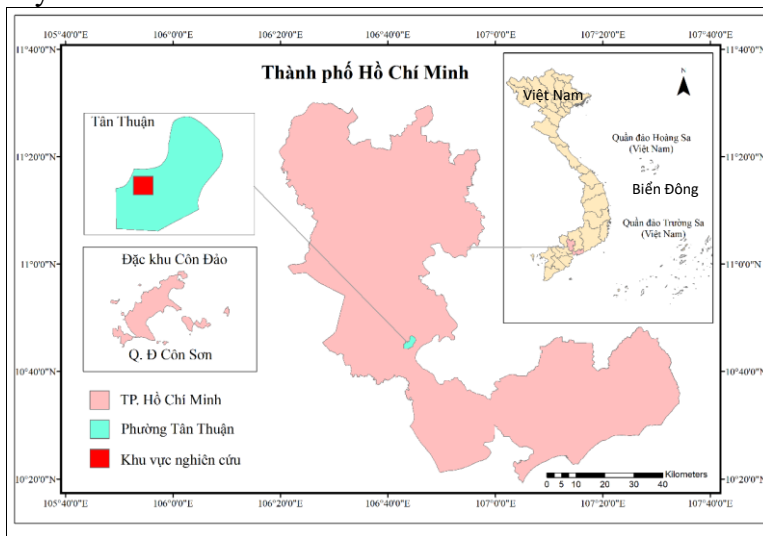 105°40'0"E 106°0'0"E 106°20'0"E 106°40'0"E 107°0'0"E 107°20'0"E 107°40'0"E
11°40'0"N
11°20'0"N
11°0'0"N
10°40'0"N
10°20'0"N
Thành phố Hồ Chí Minh
Tân Thuận
Đặc khu Côn Đảo
Q. Đ Côn Sơn
TP. Hồ Chí Minh
Phường Tân Thuận
Khu vực nghiên cứu
Việt Nam
N
Quần đảo Hoàng Sa
(Việt Nam)
Biển Đông
Quần đảo Trường Sa
(Việt Nam)
Kilometers
0 5 10 20 30 40
11°40'0"N
11°20'0"N
11°0'0"N
10°40'0"N
10°20'0"N
105°40'0"E 106°0'0"E 106°20'0"E 106°40'0"E 107°0'0"E 107°20'0"E 107°40'0"E